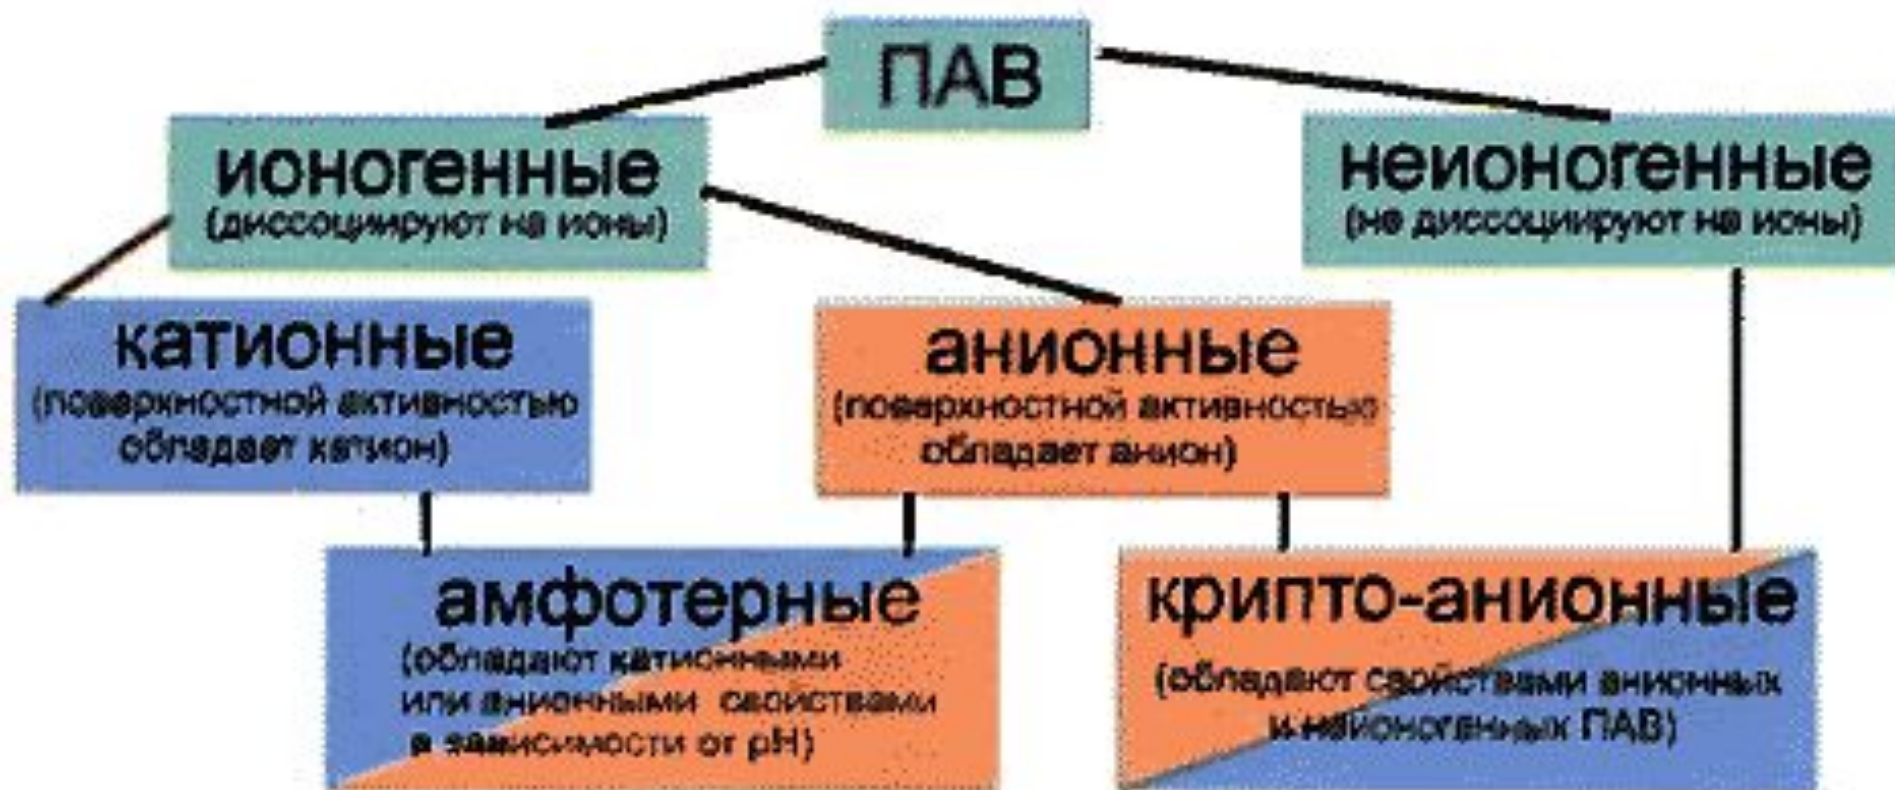 ПАВ
ионогенные
(диссоциируют на ионы)
неионогенные
(не диссоциируют на ионы)
катионные
(поверхностной активностью
обладает катион)
анионные
(поверхностной активностью
обладает анион)
амфотерные
(обладают катионными
или анионными свойствами
в зависимости от pH)
крипто-анионные
(обладают свойствами анионных
и неионогенных ПАВ)